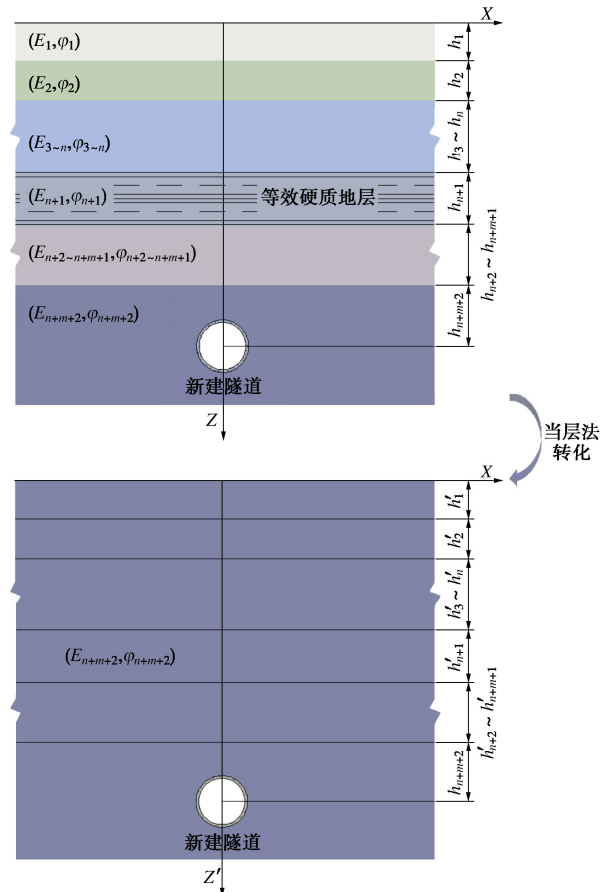 X
(E₁,φ₁)
h₁
(E₂,φ₂)
h₂
(E₃~ₙ,φ₃~ₙ)
h₃ ~ hₙ
(Eₙ₊₁,φₙ₊₁)
等效硬质地层
hₙ₊₁
(Eₙ₊₂~ₙ₊ₘ₊₁,φₙ₊₂~ₙ₊ₘ₊₁)
hₙ₊₂ ~ hₙ₊ₘ₊₁
(Eₙ₊ₘ₊₂,φₙ₊ₘ₊₂)
hₙ₊ₘ₊₂
新建隧道
Z
当层法
转化
X
h′₁
h′₂
h′₃ ~ h′ₙ
(Eₙ₊ₘ₊₂,φₙ₊ₘ₊₂)
h′ₙ₊₁
h′ₙ₊₂ ~ h′ₙ₊ₘ₊₁
hₙ₊ₘ₊₂
新建隧道
Z′